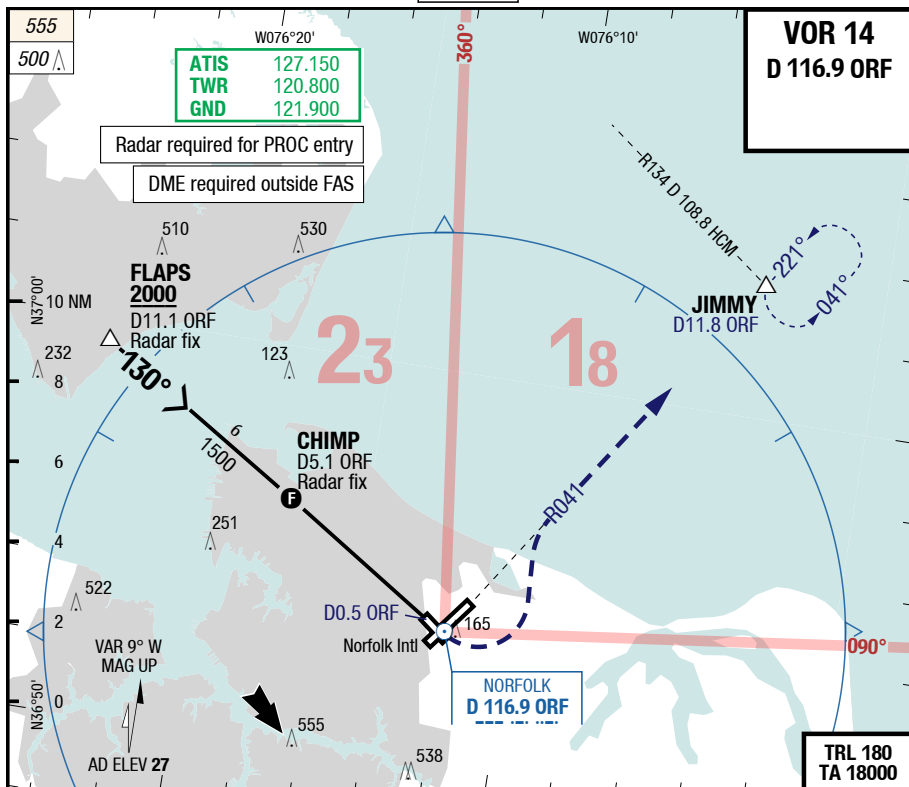 555
500
W076°20'
360°
W076°10'
VOR 14
D 116.9 ORF
ATIS 127.150
TWR 120.800
GND 121.900
Radar required for PROC entry
DME required outside FAS
R134 D 108.8 HCM
510
530
221°
041°
FLAPS
2000
D11.1 ORF
Radar fix
N37°00'
10 NM
JIMMY
D11.8 ORF
232
123
23
18
130°
8
6
1500
CHIMP
D5.1 ORF
Radar fix
6
R041
251
4
522
D0.5 ORF
165
2
Norfolk Intl
090°
VAR 9° W
MAG UP
NORFOLK
D 116.9 ORF
N36°50'
0
555
538
AD ELEV 27
TRL 180
TA 18000